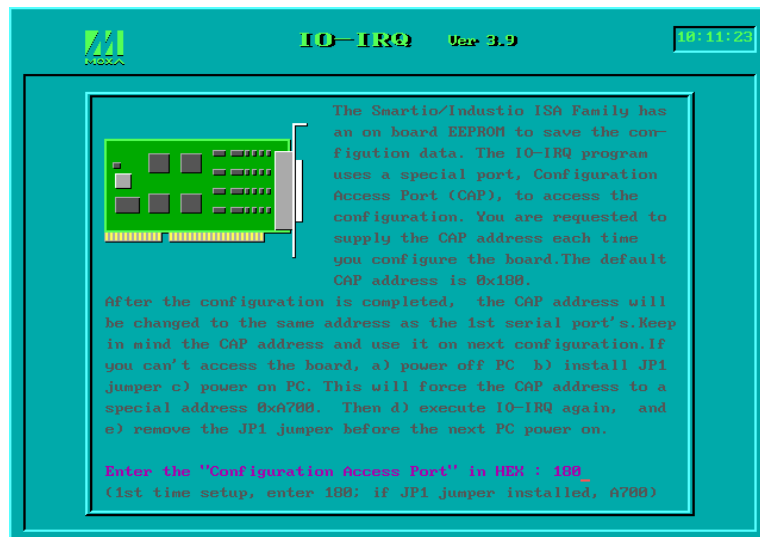 MOXA
IO-IRQ Ver 3.9
10:11:23
The Smartio/Industio ISA Family has
an on board EEPROM to save the con-
figution data. The IO-IRQ program
uses a special port, Configuration
Access Port (CAP), to access the
configuration. You are requested to
supply the CAP address each time
you configure the board.The default
CAP address is 0x180.
After the configuration is completed, the CAP address will
be changed to the same address as the 1st serial port's.Keep
in mind the CAP address and use it on next configuration.If
you can't access the board, a) power off PC b) install JP1
jumper c) power on PC. This will force the CAP address to a
special address 0xA700. Then d) execute IO-IRQ again, and
e) remove the JP1 jumper before the next PC power on.
Enter the "Configuration Access Port" in HEX : 180_
(1st time setup, enter 180; if JP1 jumper installed, A700)